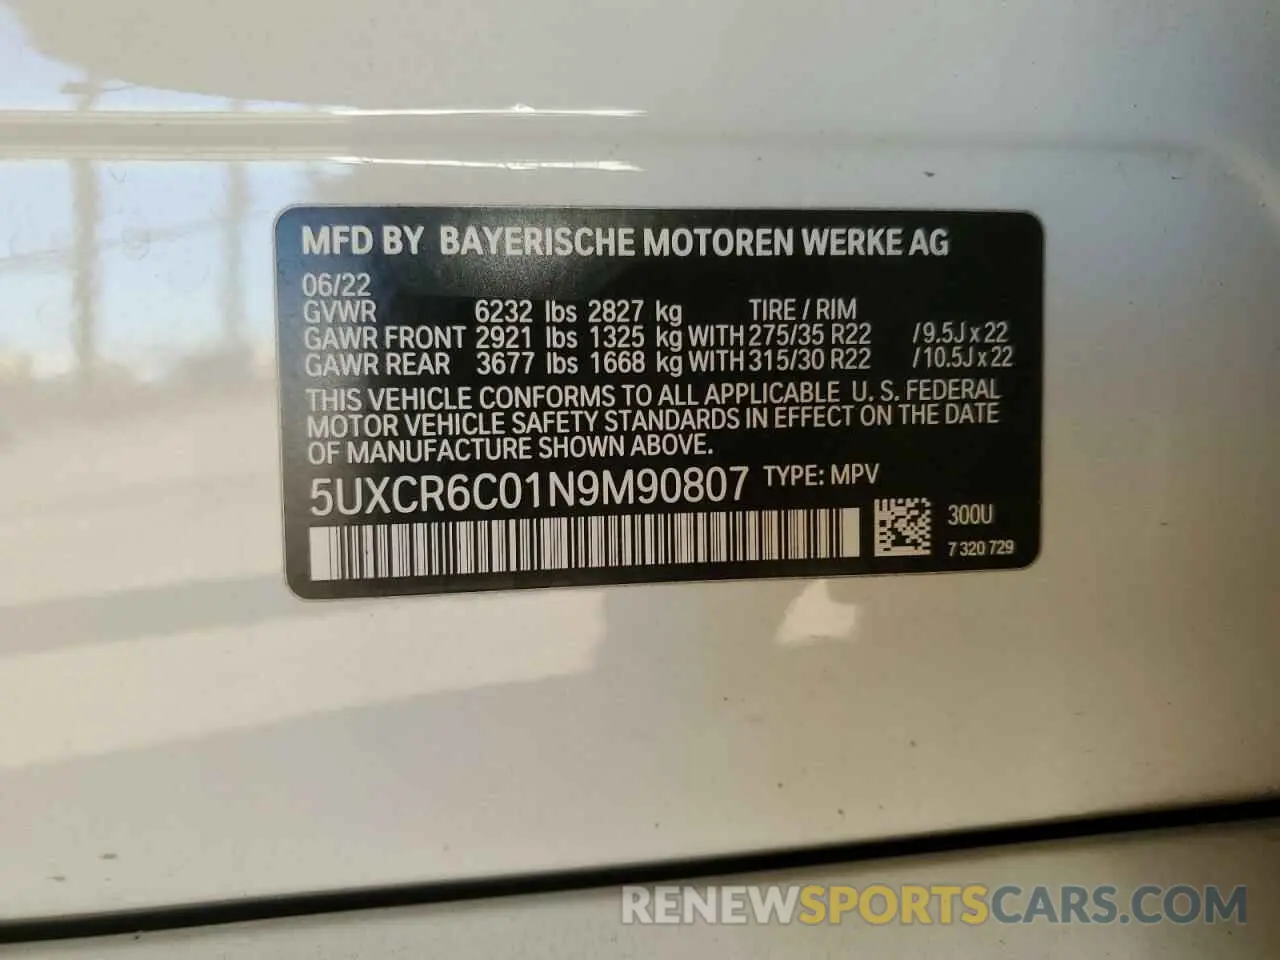 MFD BY BAYERISCHE MOTOREN WERKE AG
06/22
GVWR 6232 lbs 2827 kg TIRE / RIM
GAWR FRONT 2921 lbs 1325 kg WITH 275/35 R22 /9.5J x 22
GAWR REAR 3677 lbs 1668 kg WITH 315/30 R22 /10.5J x 22
THIS VEHICLE CONFORMS TO ALL APPLICABLE U. S. FEDERAL
MOTOR VEHICLE SAFETY STANDARDS IN EFFECT ON THE DATE
OF MANUFACTURE SHOWN ABOVE.
5UXCR6C01N9M90807 TYPE: MPV
300U
7 320 729
RENEWSPORTSCARS.COM